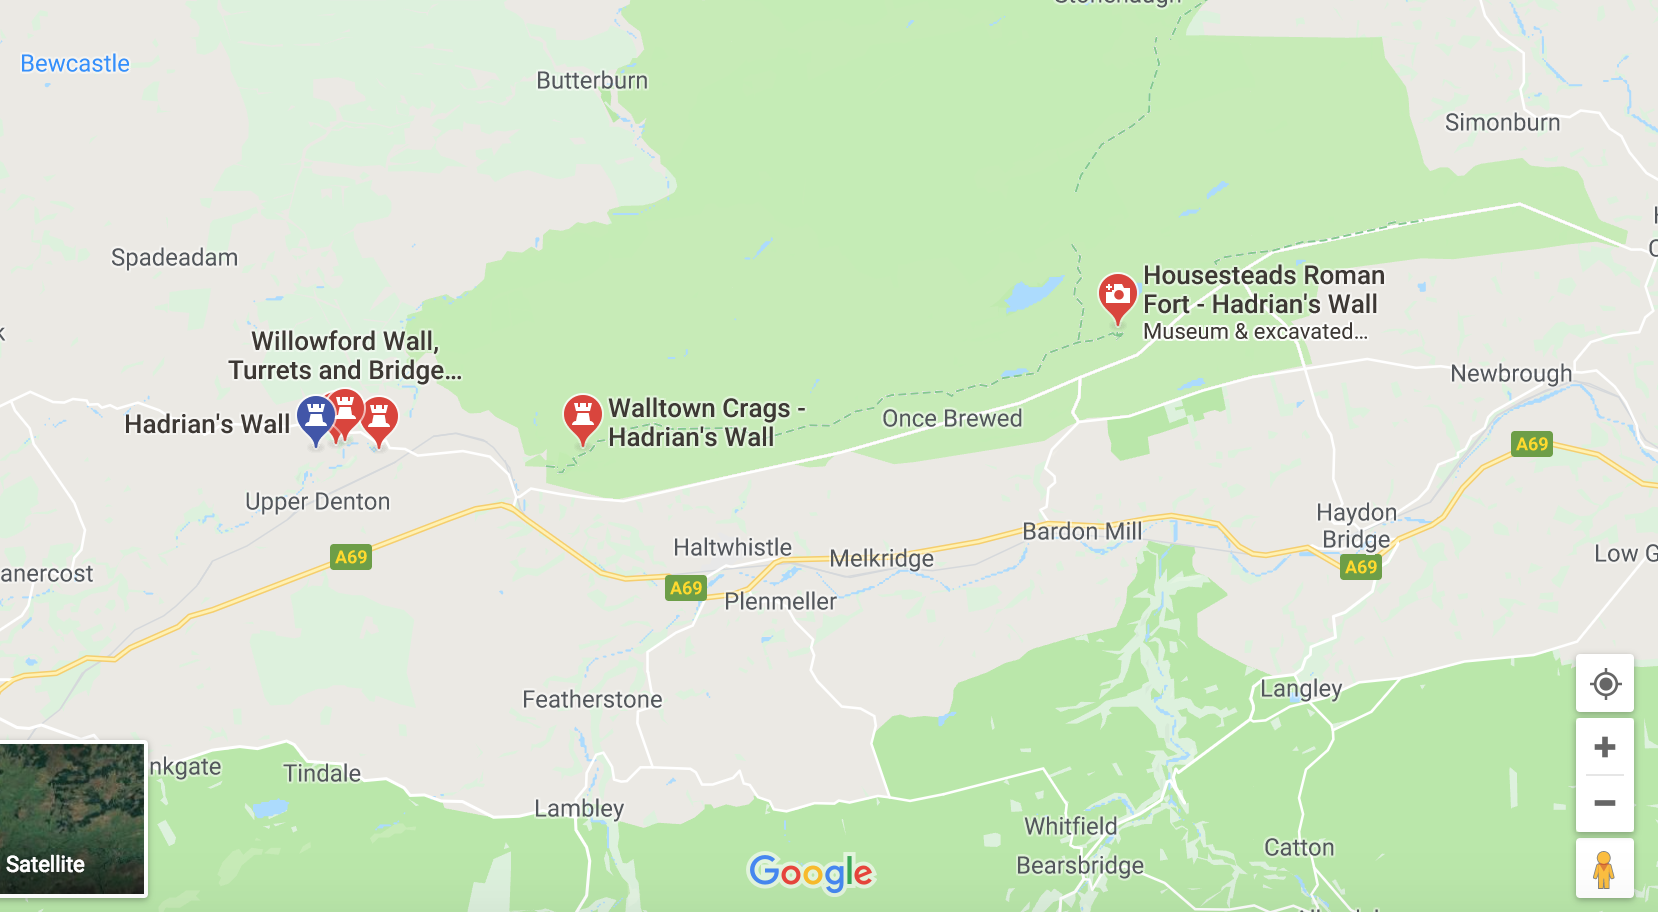 Bewcastle
Butterburn
Simonburn
Spadeadam
Housesteads Roman
Fort - Hadrian's Wall
Museum & excavated...
Willowford Wall,
Turrets and Bridge...
Newbrough
Hadrian's Wall
Walltown Crags -
Hadrian's Wall
Once Brewed
A69
Upper Denton
Haydon
Bridge
Bardon Mill
Haltwhistle
Melkridge
A69
Low G
A69
anercost
A69
Plenmeller
Featherstone
Langley
nkgate
Tindale
Lambley
Whitfield
Catton
Bearsbridge
Satellite
Google